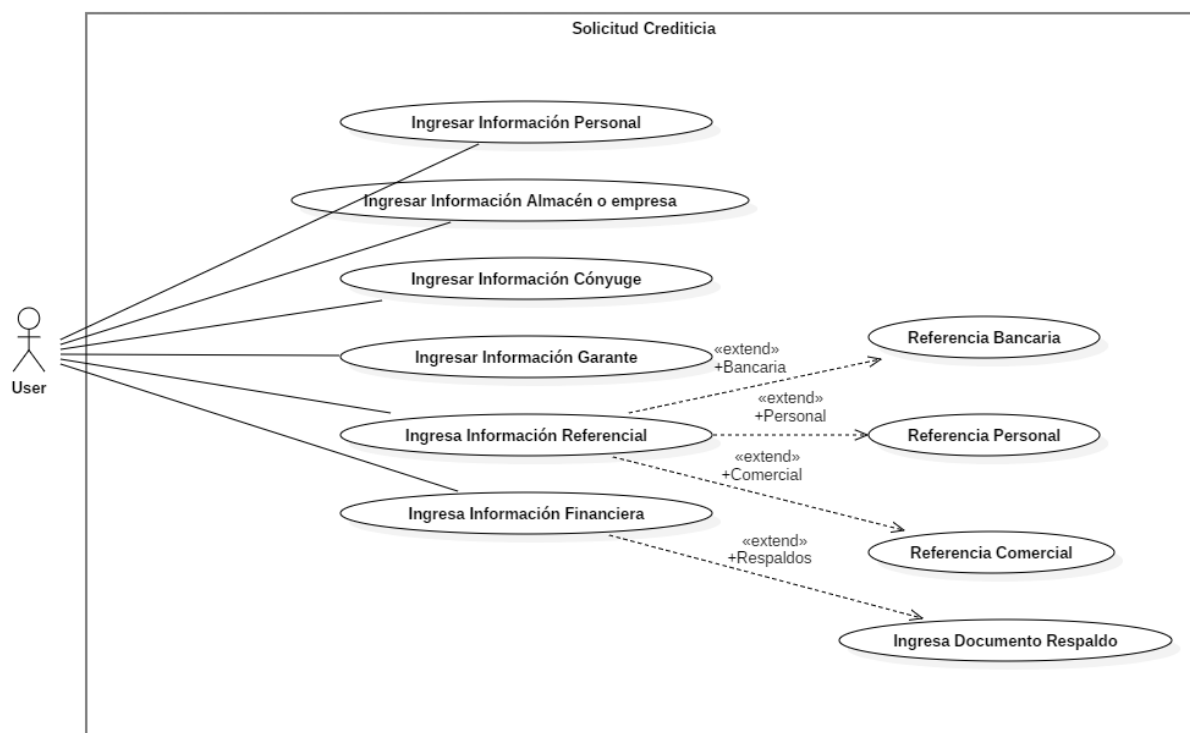 Solicitud Crediticia
Ingresar Información Personal
Ingresar Información Almacén o empresa
Ingresar Información Cónyuge
Ingresar Información Garante
Ingresa Información Referencial
Ingresa Información Financiera
User
«extend»
+Bancaria
Referencia Bancaria
«extend»
+Personal
Referencia Personal
«extend»
+Comercial
Referencia Comercial
«extend»
+Respaldos
Ingresa Documento Respaldo